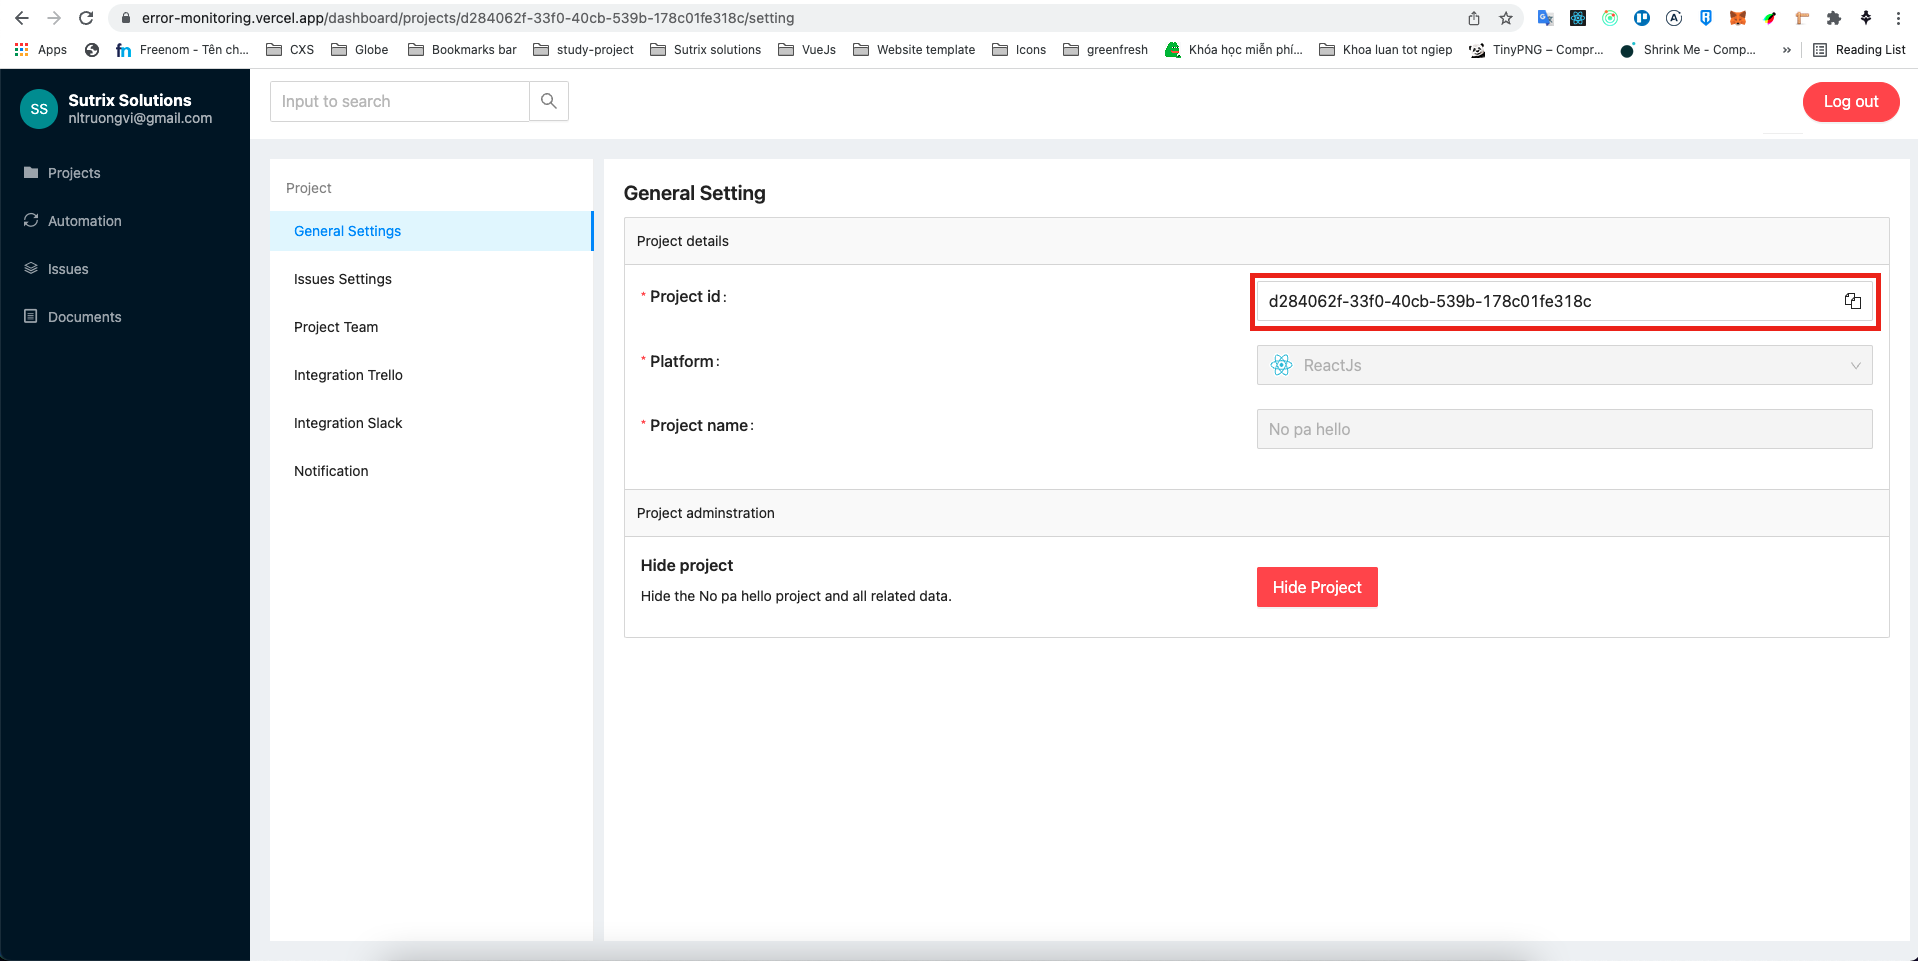 error-monitoring.vercel.app/dashboard/projects/d284062f-33f0-40cb-539b-178c01fe318c/setting
Apps
fn Freenom - Tên ch...
CXS
Globe
Bookmarks bar
study-project
Sutrix solutions
VueJs
Website template
Icons
greenfresh
Khóa học miễn phí...
Khoa luan tot ngiep
TinyPNG – Compr...
Shrink Me - Comp...
»
Reading List
SS
Sutrix Solutions
nltruongvi@gmail.com
Input to search
Log out
Projects
Automation
Issues
Documents
Project
General Settings
Issues Settings
Project Team
Integration Trello
Integration Slack
Notification
General Setting
Project details
* Project id:
d284062f-33f0-40cb-539b-178c01fe318c
* Platform:
ReactJs
* Project name:
No pa hello
Project adminstration
Hide project
Hide the No pa hello project and all related data.
Hide Project